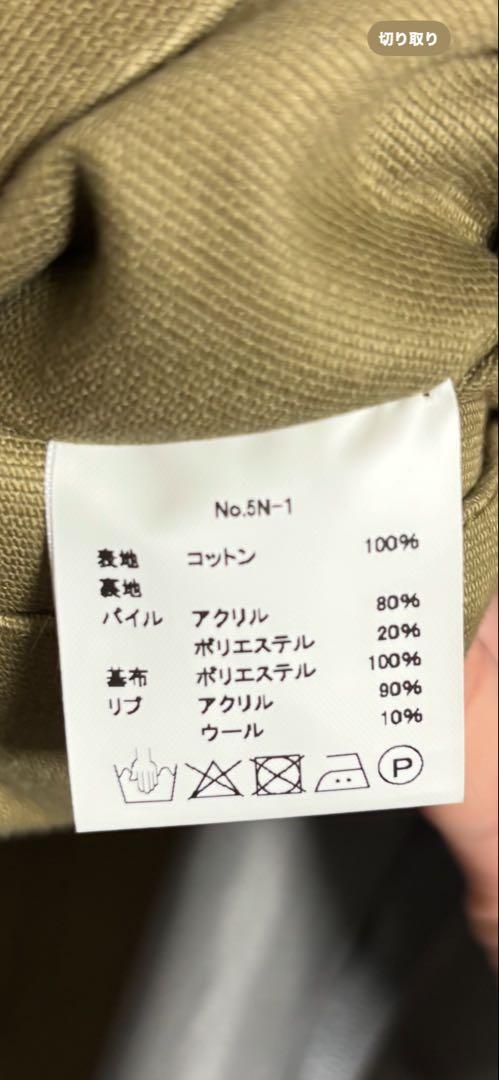 切り取り
No.5N-1
表地 コットン 100%
裏地
パイル アクリル 80%
ポリエステル 20%
基布 ポリエステル 100%
リブ アクリル 90%
ウール 10%
P